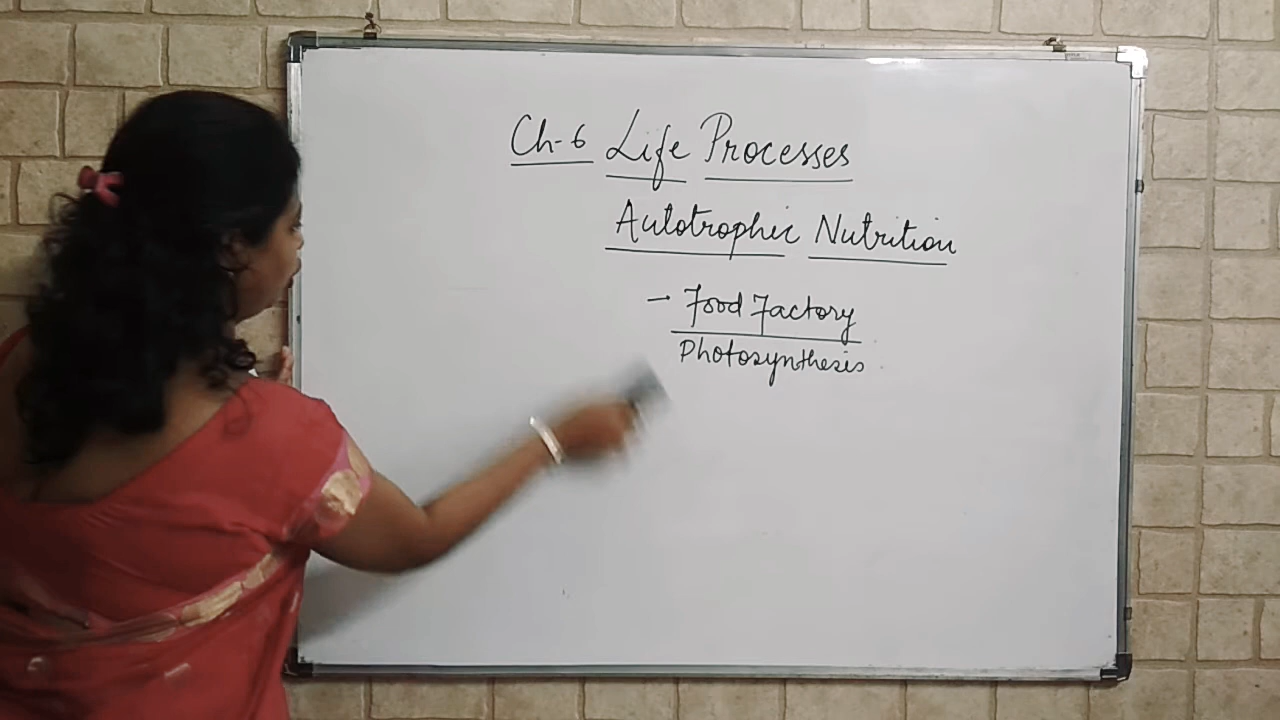 Ch-6 Life Processes
Autotrophic Nutrition
→ Food Factory
Photosynthesis